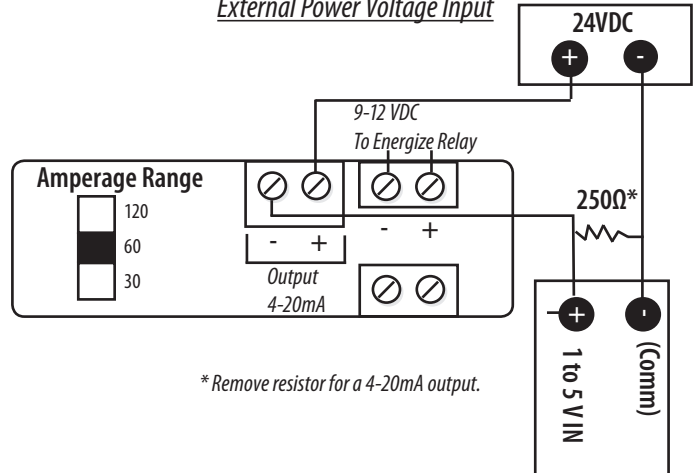 External Power Voltage Input
24VDC
+ -
9-12 VDC
To Energize Relay
Amperage Range
120
60
30
- +
- +
Output
4-20mA
250Ω*
+ -
1 to 5 V IN
(Comm)
* Remove resistor for a 4-20mA output.